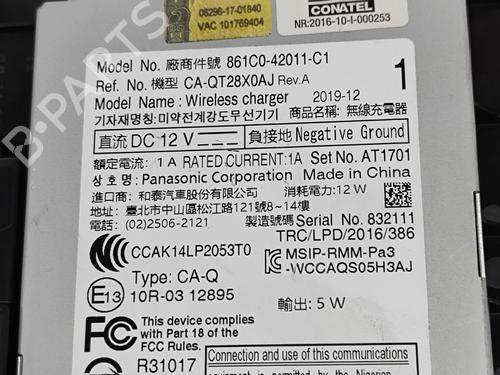 06296-17-01840
VAC 101769404
CONATEL
NR:2016-10-I-000253
Model No. 廠商件號 861C0-42011-C1
Ref. No. 機型 CA-QT28X0AJ Rev.A
1
Model Name : Wireless charger 2019-12
기자재명칭:미약전계강도무선기기 商品名稱: 無線充電器
直流 DC 12 V 負接地 Negative Ground
額定電流: 1 A RATED CURRENT:1A Set No. AT1701
상 호 명 : Panasonic Corporation Made in China
進口商: 和泰汽車股份有限公司 消耗電力:12 W
地址: 臺北市中山區松江路121號8~14樓
電話: (02)2506-2121 製造號碼 Serial No. 832111
TRC/LPD/2016/386
CCAK14LP2053T0
MSIP-RMM-Pa3
-WCCAQS05H3AJ
Type: CA-Q
E13 10R-03 12895
輸出: 5 W
FC This device complies
with Part 18 of the
FCC Rules.
R31017
Connection and use of this
communications equipment is
permitted by the Nigerian